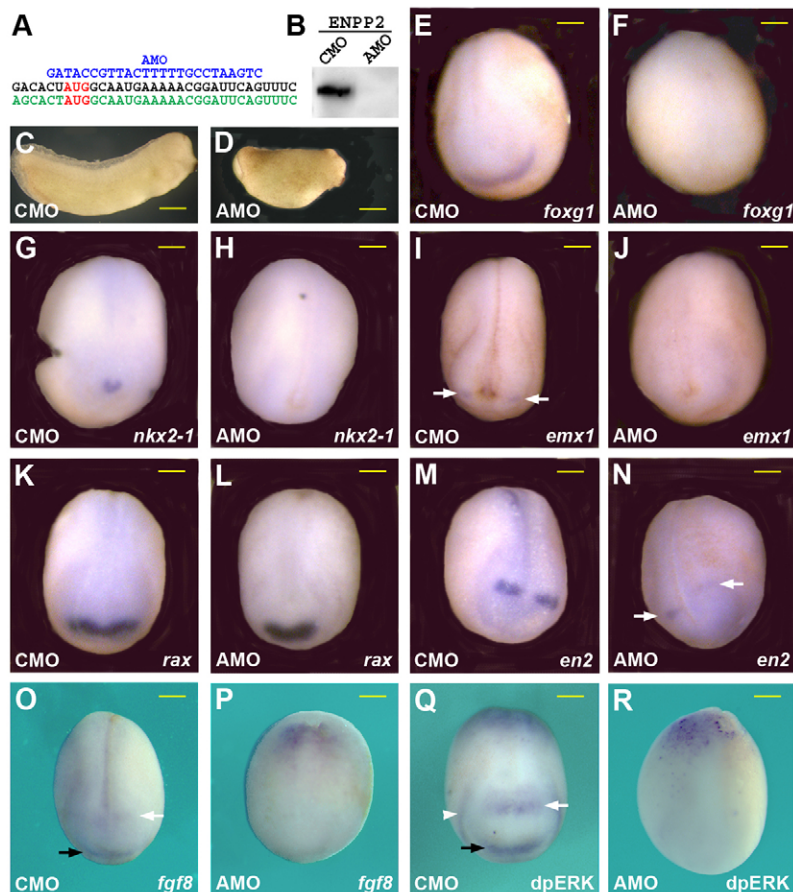 A
AMO
GATACCGTTACTTTTTGCCTAAGTC
GACACUAUGGCAAUGAAAAACGGAUUCAGUUUC
AGCACTAUGGCAAUGAAAAACGGAUUCAGUUUC
B
ENPP2
CMO AMO
C
CMO
D
AMO
E
CMO foxg1
F
AMO foxg1
G
CMO nkx2-1
H
AMO nkx2-1
I
CMO emx1
J
AMO emx1
K
CMO rax
L
AMO rax
M
CMO en2
N
AMO en2
O
CMO fgf8
P
AMO fgf8
Q
CMO dpERK
R
AMO dpERK